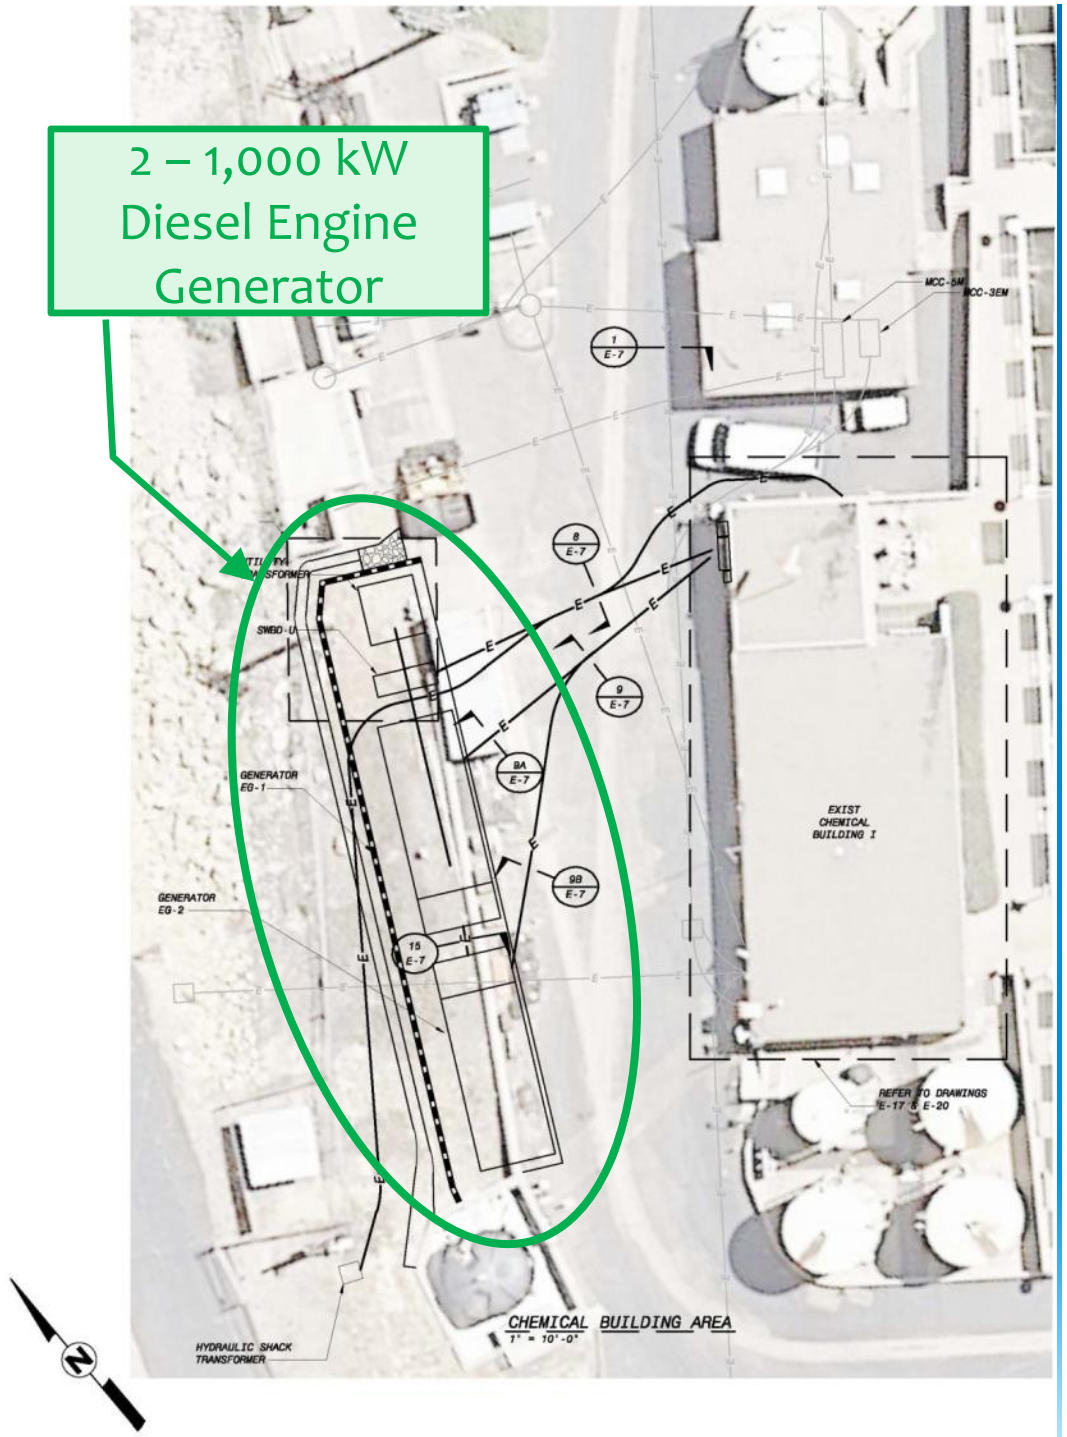 2 – 1,000 kW
Diesel Engine
Generator
MCC-5M
MCC-3EM
1
E-7
8
E-7
UTILITY
TRANSFORMER
SWBD-U
9
E-7
9A
E-7
GENERATOR
EG-1
EXIST
CHEMICAL
BUILDING I
9B
E-7
GENERATOR
EG-2
15
E-7
REFER TO DRAWINGS
E-17 & E-20
CHEMICAL BUILDING AREA
1" = 10'-0"
HYDRAULIC SHACK
TRANSFORMER
N
E
E
E
E
E
E
E
E
E
E
E